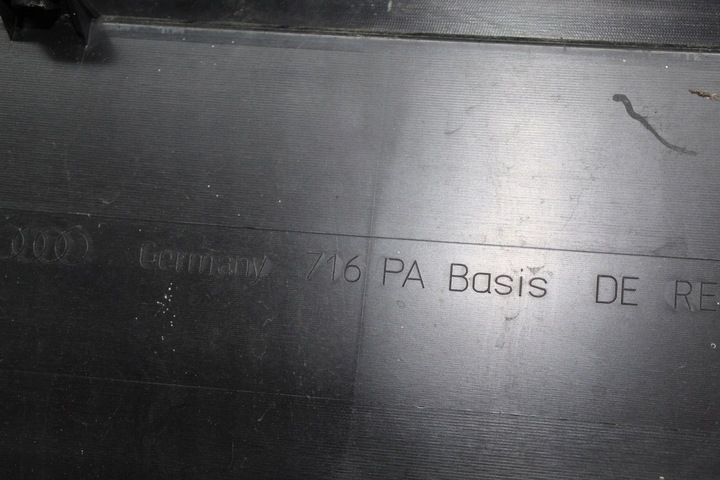 Germany 716 PA Basis DE RE